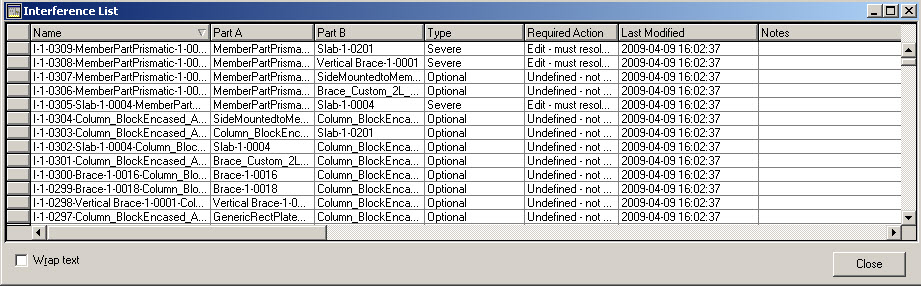 Interference List
Name Part A Part B Type Required Action Last Modified Notes
I-1-0309-MemberPartPrismatic-1-00... MemberPartPrisma... Slab-1-0201 Severe Edit - must resol... 2009-04-09 16:02:37
I-1-0308-MemberPartPrismatic-1-00... MemberPartPrisma... Vertical Brace-1-0001 Severe Edit - must resol... 2009-04-09 16:02:37
I-1-0307-MemberPartPrismatic-1-00... MemberPartPrisma... SideMountedtoMem... Optional Undefined - not ... 2009-04-09 16:02:37
I-1-0306-MemberPartPrismatic-1-00... MemberPartPrisma... Brace_Custom_2L_... Optional Undefined - not ... 2009-04-09 16:02:37
I-1-0305-Slab-1-0004-MemberPart... MemberPartPrisma... Slab-1-0004 Severe Edit - must resol... 2009-04-09 16:02:37
I-1-0304-Column_BlockEncased_A... SideMountedtoMe... Column_BlockEnca... Optional Undefined - not ... 2009-04-09 16:02:37
I-1-0303-Column_BlockEncased_A... Column_BlockEnca... Slab-1-0201 Optional Undefined - not ... 2009-04-09 16:02:37
I-1-0302-Slab-1-0004-Column_Bloc... Slab-1-0004 Column_BlockEnca... Optional Undefined - not ... 2009-04-09 16:02:37
I-1-0301-Column_BlockEncased_A... Brace_Custom_2L... Column_BlockEnca... Optional Undefined - not ... 2009-04-09 16:02:37
I-1-0300-Brace-1-0016-Column_Blo... Brace-1-0016 Column_BlockEnca... Optional Undefined - not ... 2009-04-09 16:02:37
I-1-0299-Brace-1-0018-Column_Blo... Brace-1-0018 Column_BlockEnca... Optional Undefined - not ... 2009-04-09 16:02:37
I-1-0298-Vertical Brace-1-0001-Col... Vertical Brace-1-0... Column_BlockEnca... Optional Undefined - not ... 2009-04-09 16:02:37
I-1-0297-Column_BlockEncased_A... GenericRectPlate... Column_BlockEnca... Optional Undefined - not ... 2009-04-09 16:02:37
Wrap text
Close